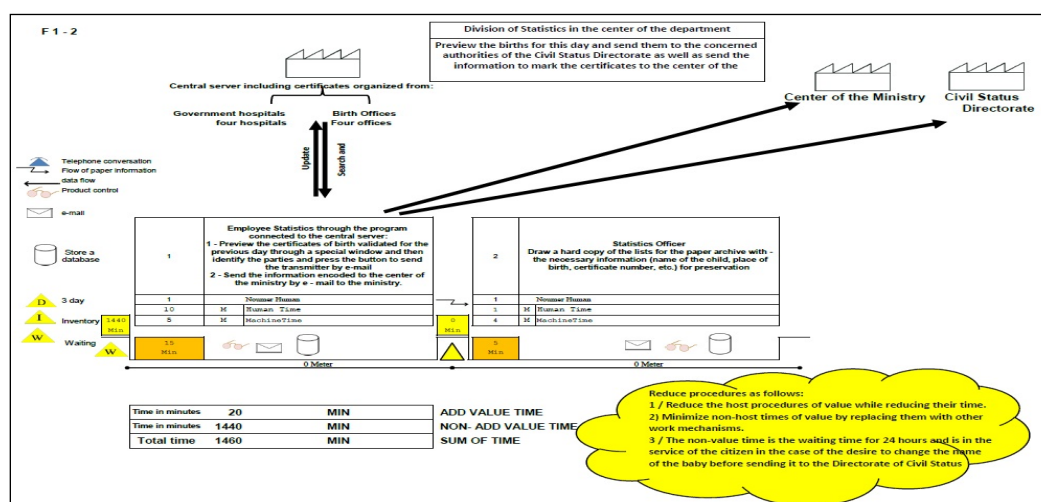 F 1 - 2
Division of Statistics in the center of the department
Preview the births for this day and send them to the concerned
authorities of the Civil Status Directorate as well as send the
information to mark the certificates to the center of the
Central server including certificates organized from:
Government hospitals
four hospitals
Birth Offices
Four offices
Center of the Ministry
Civil Status
Directorate
Update
Search and
Telephone conversation
Flow of paper information
data flow
Product control
e-mail
Store a
database
D
3 day
I
Inventory
W
Waiting
1440
Min
W
1
Employee Statistics through the program
connected to the central server:
1 - Preview the certificates of birth validated for the
previous day through a special window and then
identify the parties and press the button to send
the transmitter by e-mail
2 - Send the information encoded to the center of
the ministry by e - mail to the ministry.
1 Noumer Human
10 M Human Time
5 M MachineTime
15
Min
0
Min
2
Statistics Officer
Draw a hard copy of the lists for the paper archive with -
the necessary information (name of the child, place of
birth, certificate number, etc.) for preservation
1 Noumer Human
1 M Human Time
4 M MachineTime
5
Min
0 Meter
0 Meter
Time in minutes 20 MIN ADD VALUE TIME
Time in minutes 1440 MIN NON- ADD VALUE TIME
Total time 1460 MIN SUM OF TIME
Reduce procedures as follows:
1 / Reduce the host procedures of value while reducing their time.
2) Minimize non-host times of value by replacing them with other
work mechanisms.
3 / The non-value time is the waiting time for 24 hours and is in the
service of the citizen in the case of the desire to change the name
of the baby before sending it to the Directorate of Civil Status